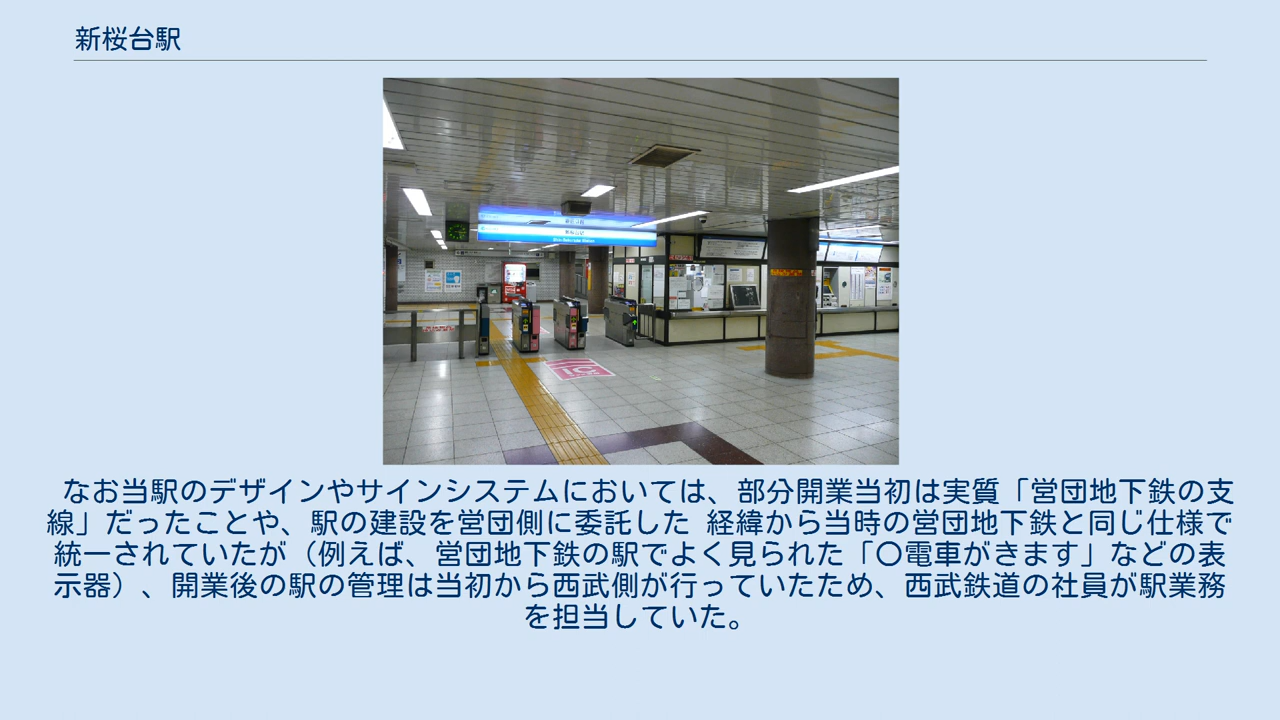 新桜台駅
新桜台駅
Shin-Sakuradai Station
なお当駅のデザインやサインシステムにおいては、部分開業当初は実質「営団地下鉄の支
線」だったことや、駅の建設を営団側に委託した 経緯から当時の営団地下鉄と同じ仕様で
統一されていたが（例えば、営団地下鉄の駅でよく見られた「〇電車がきます」などの表
示器）、開業後の駅の管理は当初から西武側が行っていたため、西武鉄道の社員が駅業務
を担当していた。